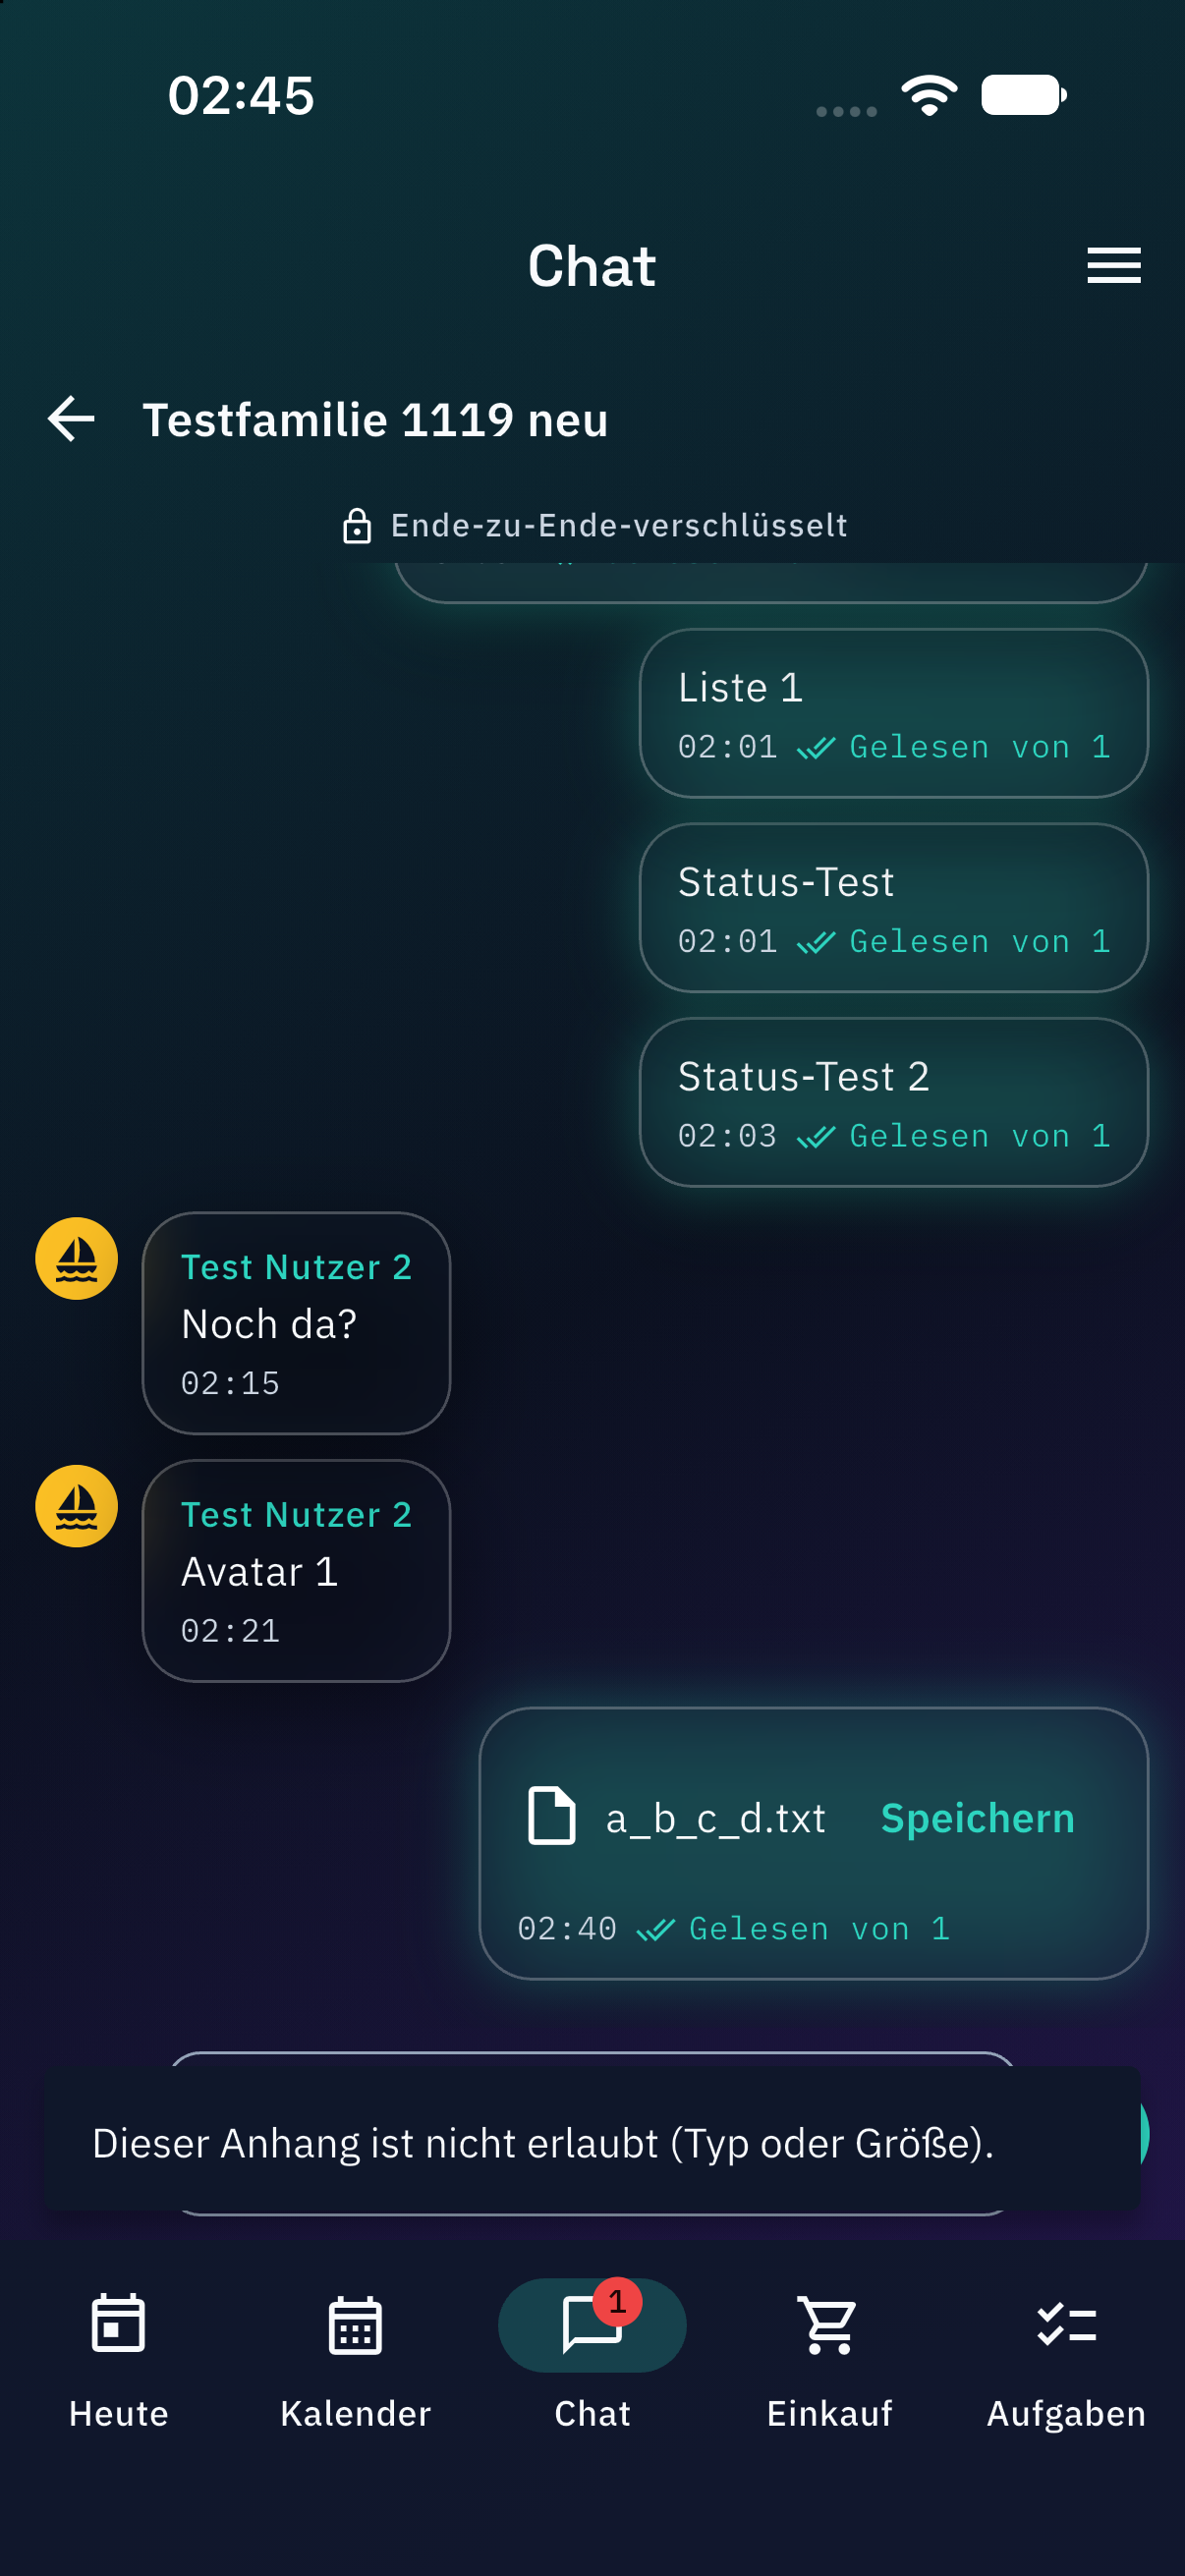 02:45
Chat
Testfamilie 1119 neu
Ende-zu-Ende-verschlüsselt
Liste 1
02:01 Gelesen von 1
Status-Test
02:01 Gelesen von 1
Status-Test 2
02:03 Gelesen von 1
Test Nutzer 2
Noch da?
02:15
Test Nutzer 2
Avatar 1
02:21
a_b_c_d.txt Speichern
02:40 Gelesen von 1
Dieser Anhang ist nicht erlaubt (Typ oder Größe).
1
Heute Kalender Chat Einkauf Aufgaben